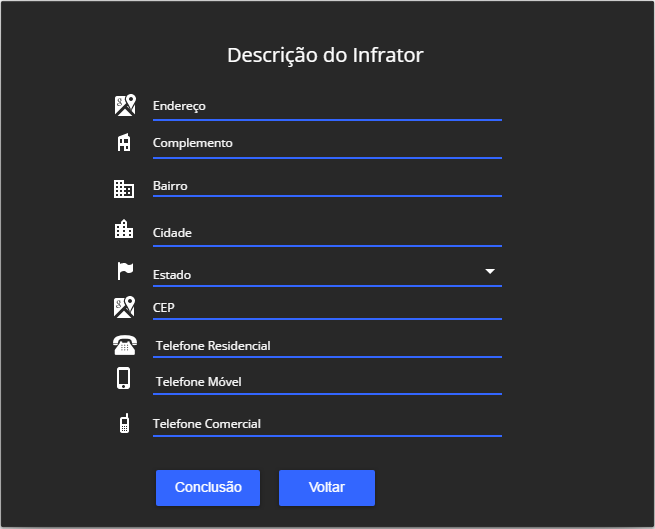 Descrição do Infrator
Endereço
Complemento
Bairro
Cidade
Estado
CEP
Telefone Residencial
Telefone Móvel
Telefone Comercial
Conclusão
Voltar